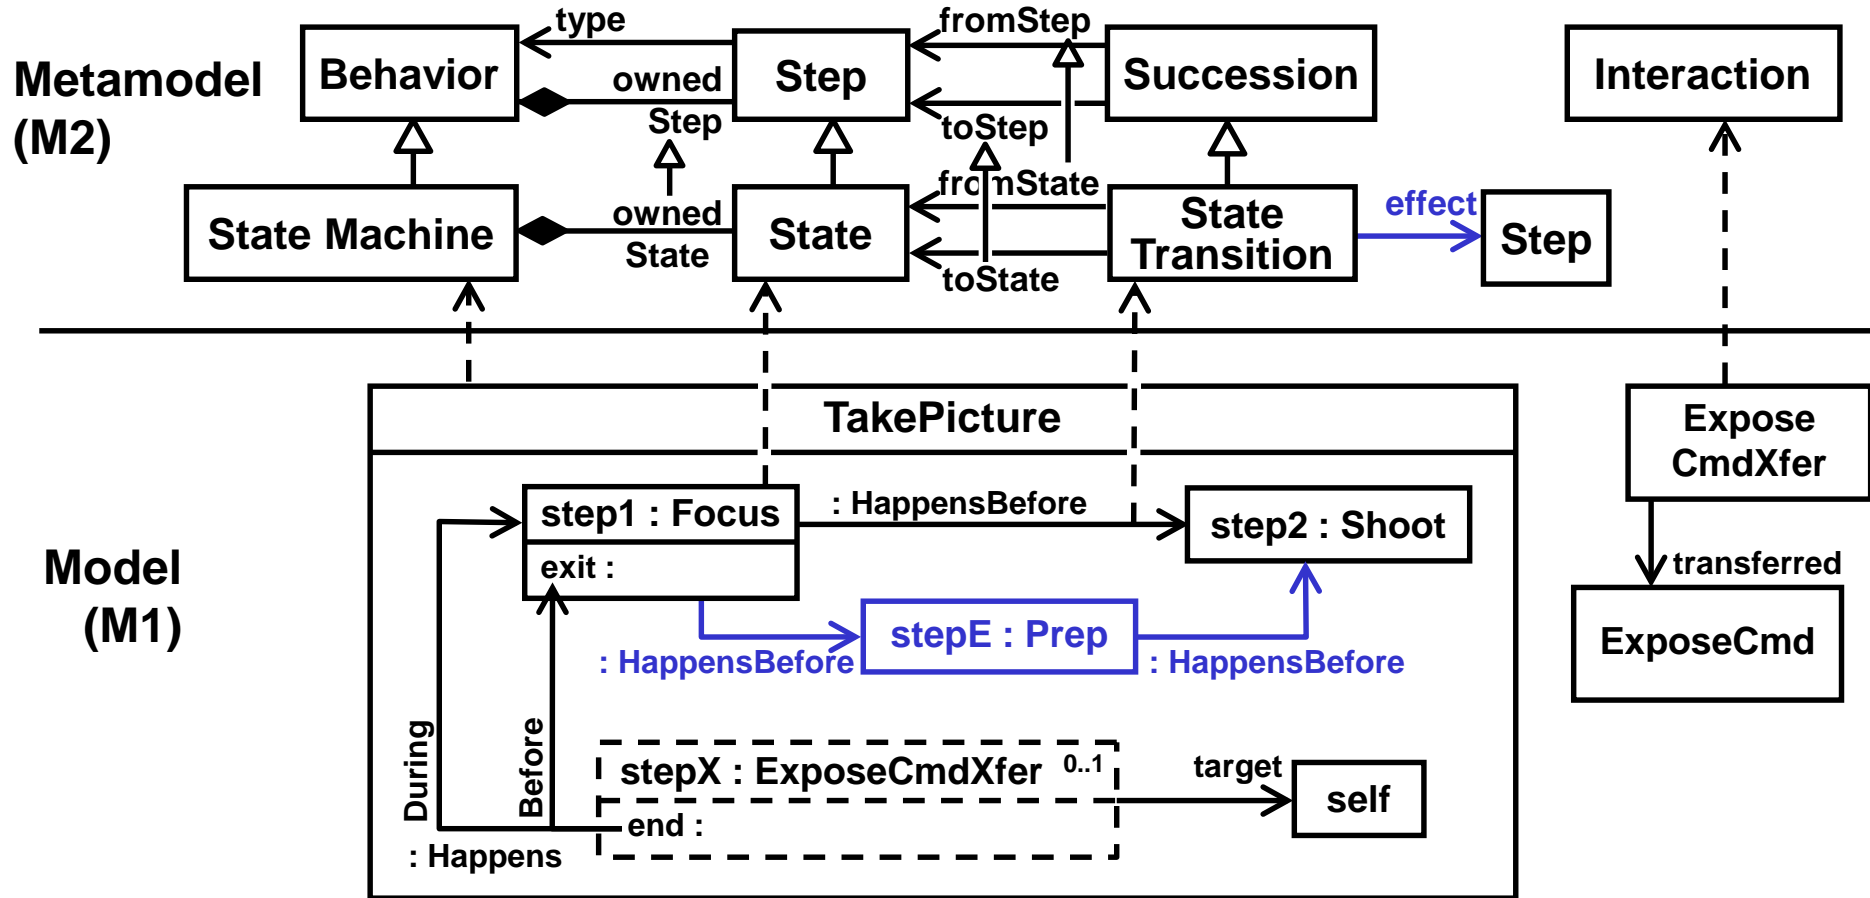 Metamodel
(M2)
Behavior
type
owned
Step
Step
fromStep
toStep
Succession
Interaction
State Machine
owned
State
State
fromState
toState
State
Transition
effect
Step
Model
(M1)
TakePicture
step1 : Focus
exit :
: HappensBefore
step2 : Shoot
stepE : Prep
: HappensBefore
: HappensBefore
During
Before
: Happens
stepX : ExposeCmdXfer 0..1
end :
target
self
Expose
CmdXfer
transferred
ExposeCmd